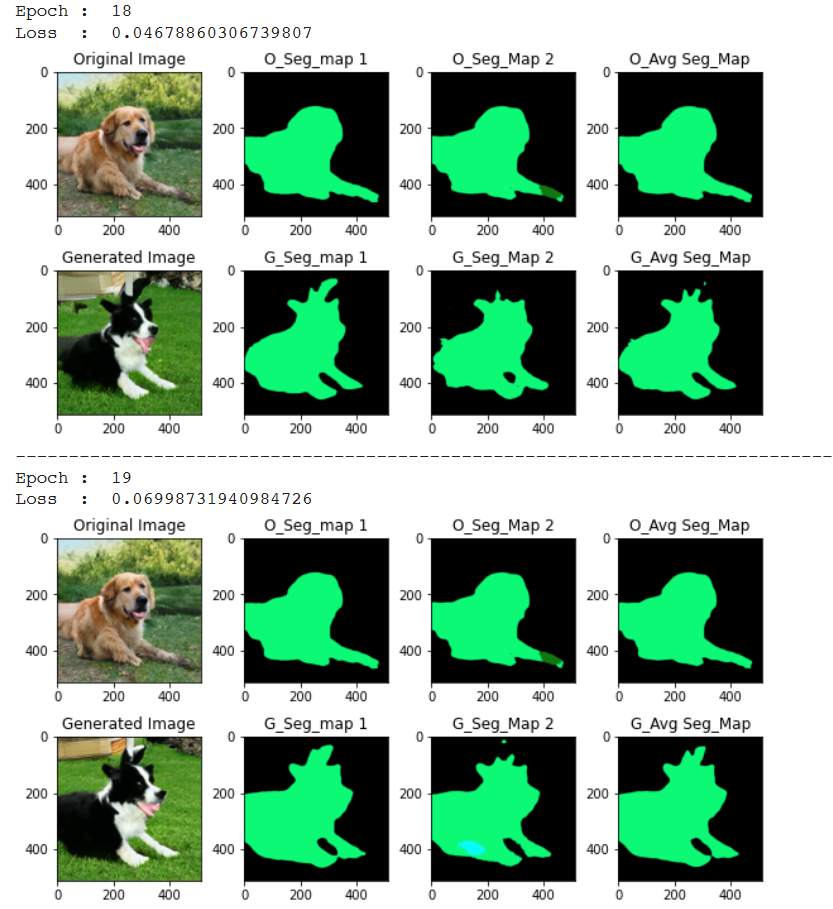 Epoch :  18
Loss  :  0.04678860306739807
Original Image O_Seg_map 1 O_Seg_Map 2 O_Avg Seg_Map
0 0 0 0
200 200 200 200
400 400 400 400
0 200 400 0 200 400 0 200 400 0 200 400
Generated Image G_Seg_map 1 G_Seg_Map 2 G_Avg Seg_Map
0 0 0 0
200 200 200 200
400 400 400 400
0 200 400 0 200 400 0 200 400 0 200 400
--------------------------------------------------------------------------
Epoch :  19
Loss  :  0.06998731940984726
Original Image O_Seg_map 1 O_Seg_Map 2 O_Avg Seg_Map
0 0 0 0
200 200 200 200
400 400 400 400
0 200 400 0 200 400 0 200 400 0 200 400
Generated Image G_Seg_map 1 G_Seg_Map 2 G_Avg Seg_Map
0 0 0 0
200 200 200 200
400 400 400 400
0 200 400 0 200 400 0 200 400 0 200 400